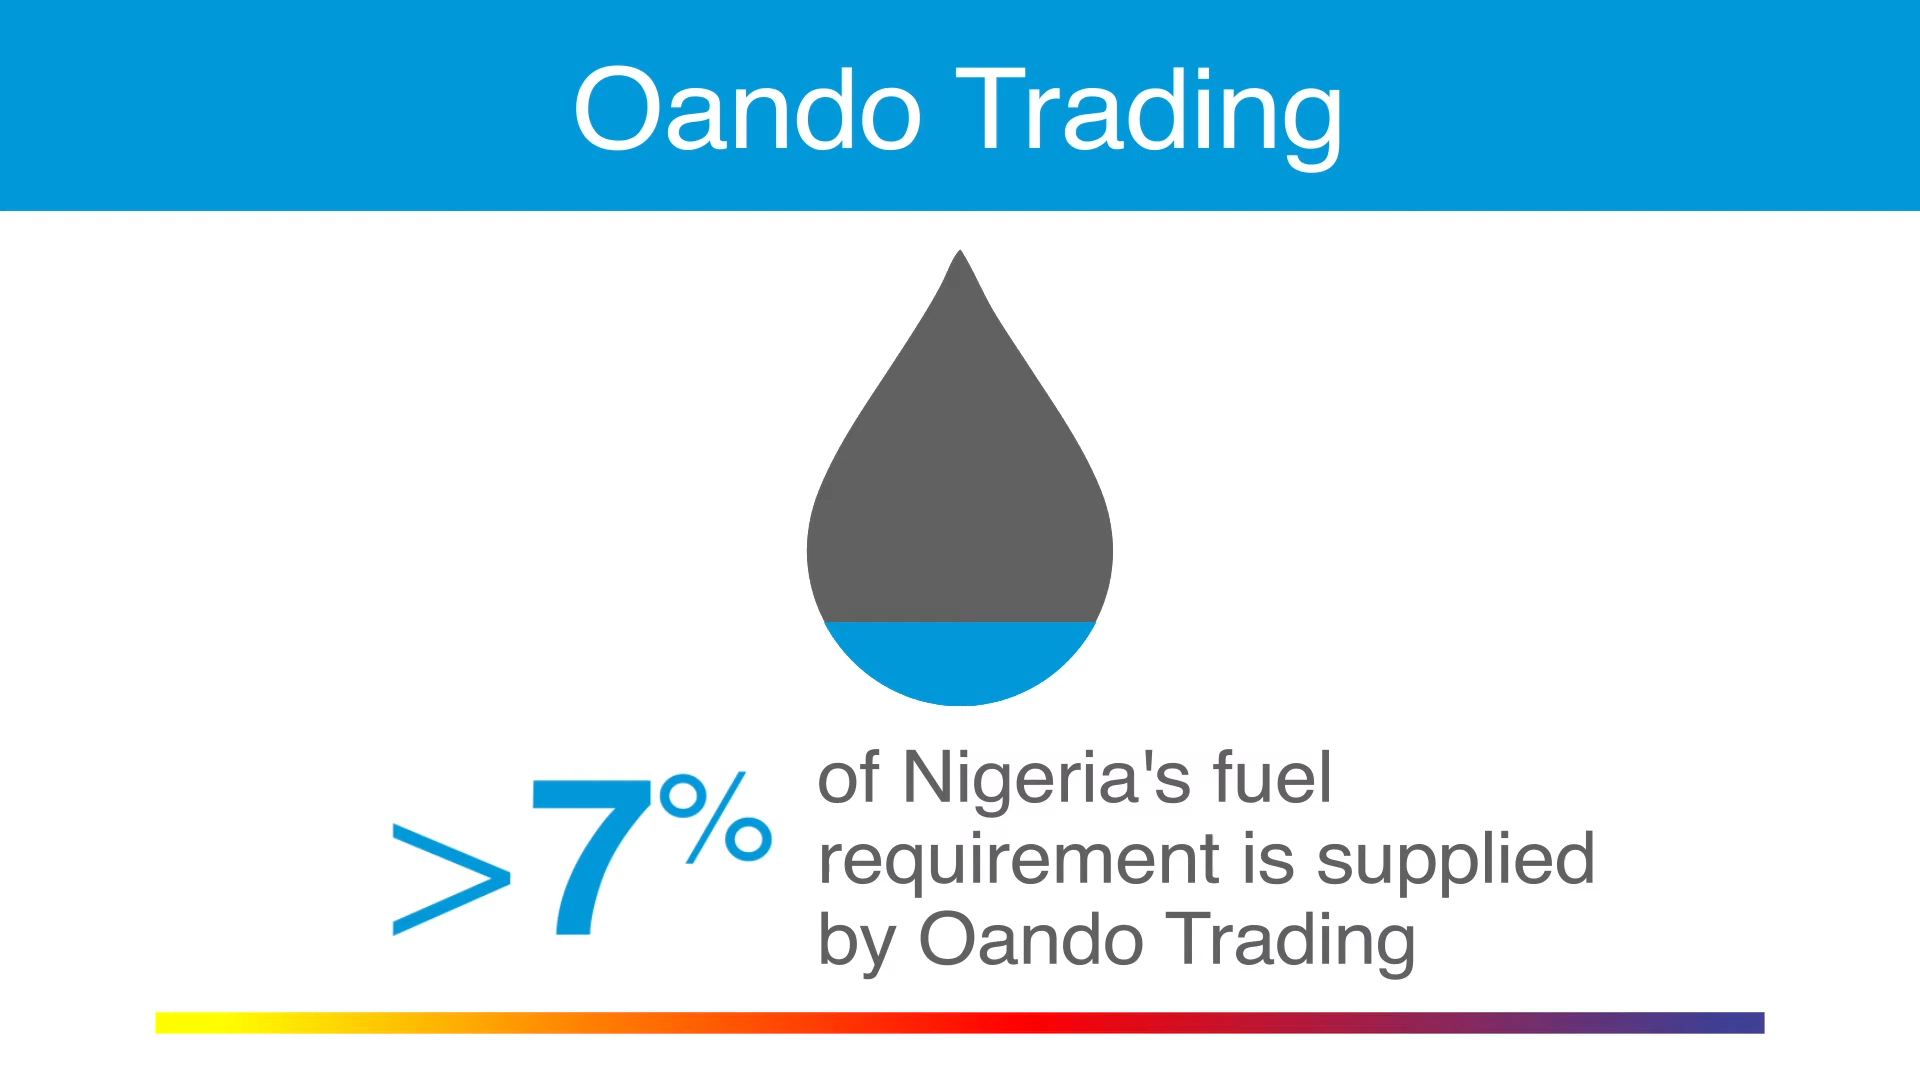 Oando Trading
>7%
of Nigeria's fuel
requirement is supplied
by Oando Trading